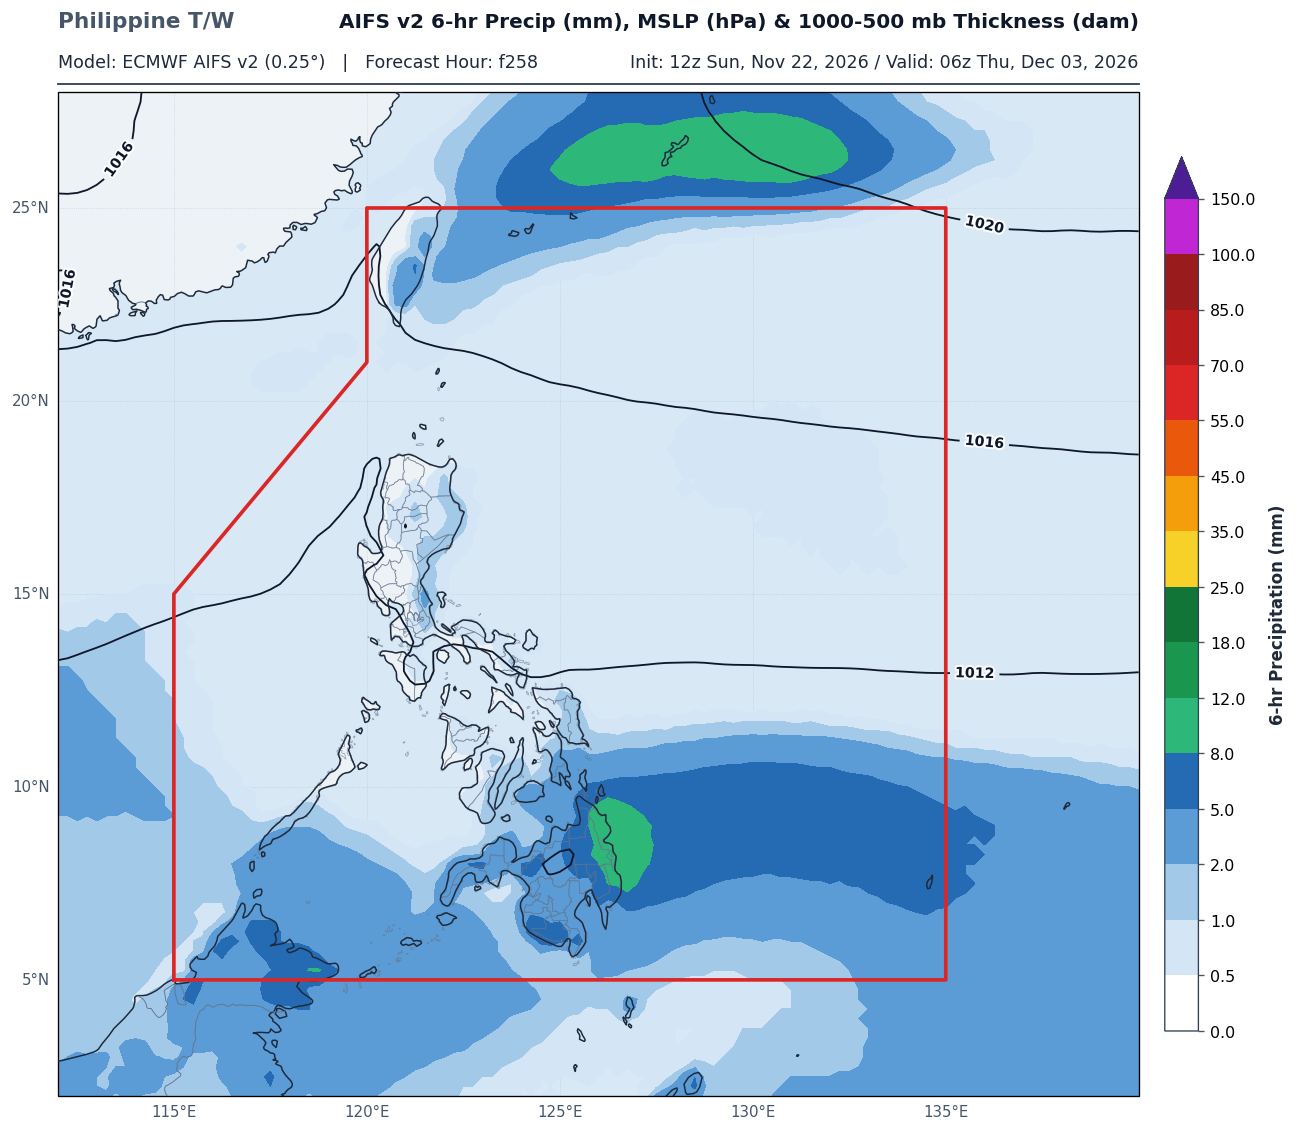 Philippine T/W
AIFS v2 6-hr Precip (mm), MSLP (hPa) & 1000-500 mb Thickness (dam)
Model: ECMWF AIFS v2 (0.25°) | Forecast Hour: f258
Init: 12z Sun, Nov 22, 2026 / Valid: 06z Thu, Dec 03, 2026
1016
1016
1020
1016
1012
25°N
20°N
15°N
10°N
5°N
115°E
120°E
125°E
130°E
135°E
150.0
100.0
85.0
70.0
55.0
45.0
35.0
25.0
18.0
12.0
8.0
5.0
2.0
1.0
0.5
0.0
6-hr Precipitation (mm)